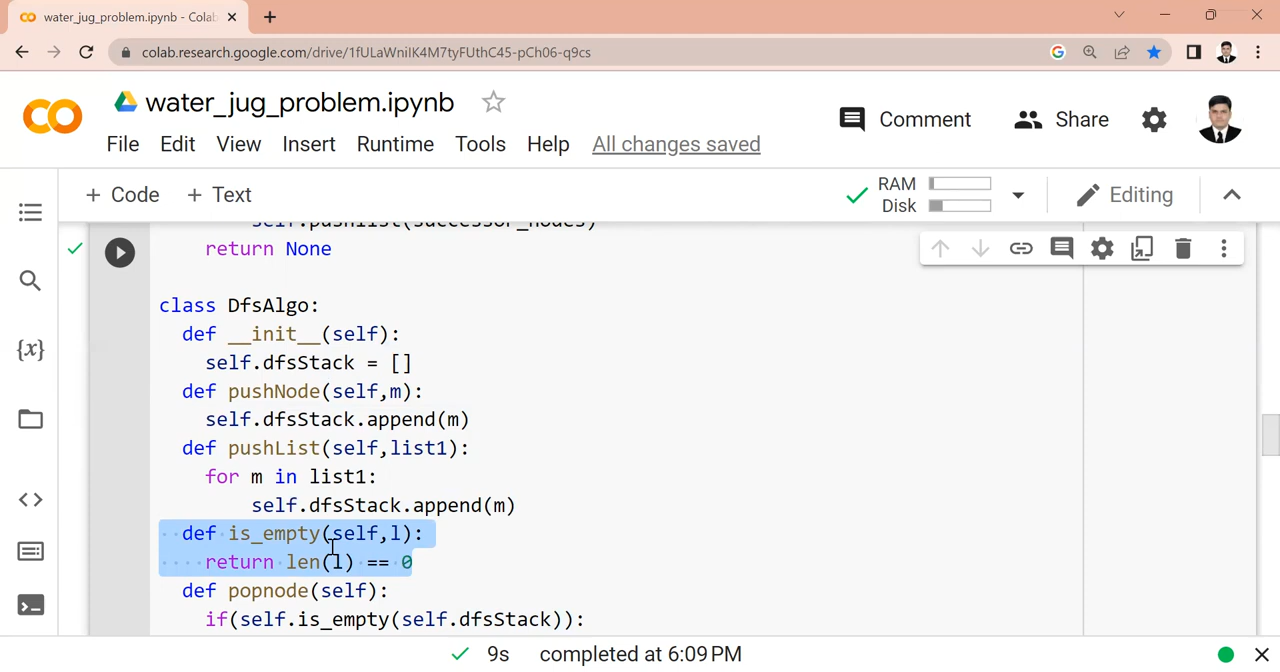 water_jug_problem.ipynb - Colab
colab.research.google.com/drive/1fULaWnilK4M7tyFUthC45-pCh06-q9cs
water_jug_problem.ipynb
File Edit View Insert Runtime Tools Help All changes saved
Comment Share
+ Code + Text
RAM
Disk
Editing
self.pushlist(successor_nodes)
return None
class DfsAlgo:
def __init__(self):
self.dfsStack = []
def pushNode(self,m):
self.dfsStack.append(m)
def pushList(self,list1):
for m in list1:
self.dfsStack.append(m)
def is_empty(self,l):
return len(l) == 0
def popnode(self):
if(self.is_empty(self.dfsStack)):
9s completed at 6:09 PM